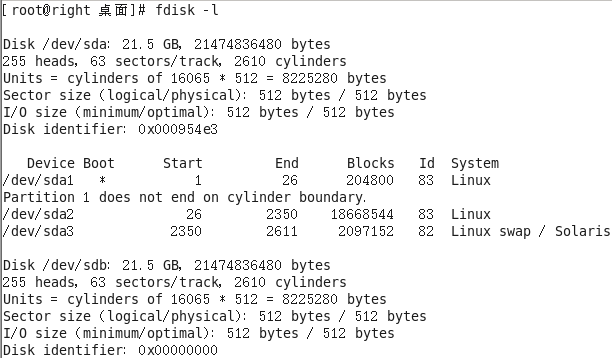 [root@right 桌面]# fdisk -l
Disk /dev/sda: 21.5 GB, 21474836480 bytes
255 heads, 63 sectors/track, 2610 cylinders
Units = cylinders of 16065 * 512 = 8225280 bytes
Sector size (logical/physical): 512 bytes / 512 bytes
I/O size (minimum/optimal): 512 bytes / 512 bytes
Disk identifier: 0x000954e3
Device Boot Start End Blocks Id System
/dev/sda1 * 1 26 204800 83 Linux
Partition 1 does not end on cylinder boundary.
/dev/sda2 26 2350 18668544 83 Linux
/dev/sda3 2350 2611 2097152 82 Linux swap / Solaris
Disk /dev/sdb: 21.5 GB, 21474836480 bytes
255 heads, 63 sectors/track, 2610 cylinders
Units = cylinders of 16065 * 512 = 8225280 bytes
Sector size (logical/physical): 512 bytes / 512 bytes
I/O size (minimum/optimal): 512 bytes / 512 bytes
Disk identifier: 0x00000000